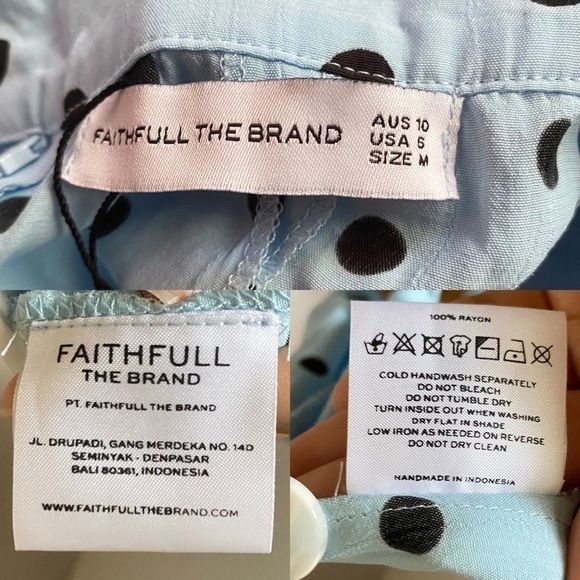 FAITHFULL THE BRAND
AUS 10
USA 6
SIZE M
FAITHFULL
THE BRAND
PT. FAITHFULL THE BRAND
JL. DRUPADI, GANG MERDEKA NO. 14D
SEMINYAK - DENPASAR
BALI 80361, INDONESIA
WWW.FAITHFULLTHEBRAND.COM
100% RAYON
COLD HANDWASH SEPARATELY
DO NOT BLEACH
DO NOT TUMBLE DRY
TURN INSIDE OUT WHEN WASHING
DRY FLAT IN SHADE
LOW IRON AS NEEDED ON REVERSE
DO NOT DRY CLEAN
HANDMADE IN INDONESIA